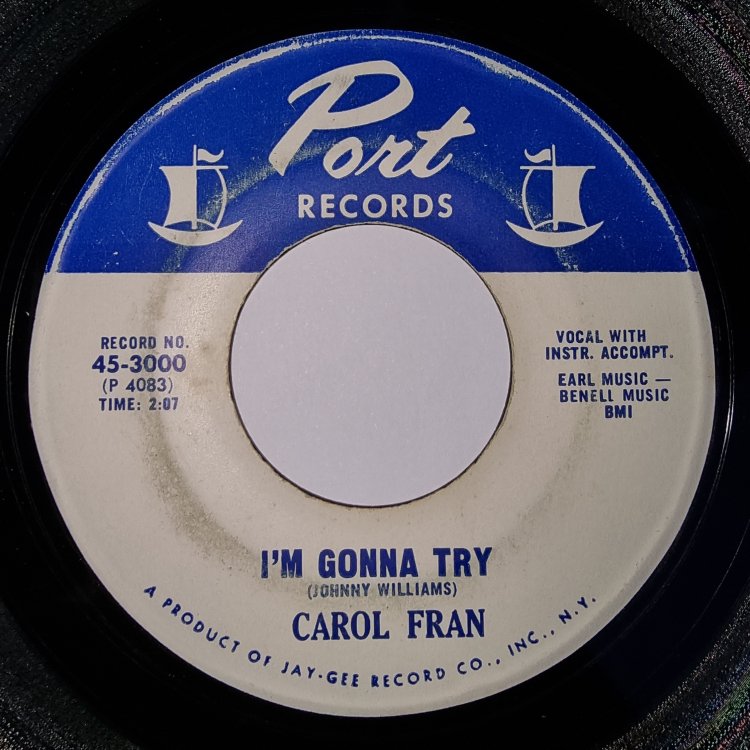 Port
RECORDS
RECORD NO.
45-3000
(P 4083)
TIME: 2:07
VOCAL WITH
INSTR. ACCOMPT.
EARL MUSIC —
BENELL MUSIC
BMI
I'M GONNA TRY
(JOHNNY WILLIAMS)
CAROL FRAN
A PRODUCT OF JAY-GEE RECORD CO., INC., N.Y.